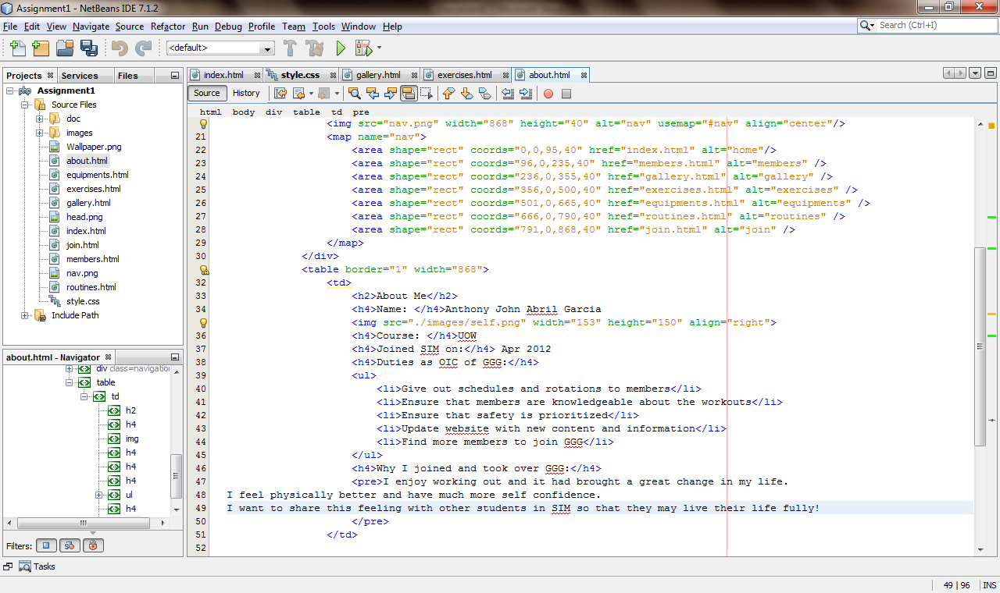 Assignment1 - NetBeans IDE 7.1.2
File Edit View Navigate Source Refactor Run Debug Profile Team Tools Window Help
Search (Ctrl+I)
<default>
Projects Services Files
Assignment1
Source Files
doc
images
Wallpaper.png
about.html
equipments.html
exercises.html
gallery.html
head.png
index.html
join.html
members.html
nav.png
routines.html
style.css
Include Path
about.html - Navigator
div class=navigation
table
td
h2
h4
img
h4
h4
h4
ul
h4
Filters:
index.html style.css gallery.html exercises.html about.html
Source History
html body div table td pre
<img src="nav.png" width="868" height="40" alt="nav" usemap="#nav" align="center"/>
21 <map name="nav">
22 <area shape="rect" coords="0,0,95,40" href="index.html" alt="home"/>
23 <area shape="rect" coords="96,0,235,40" href="members.html" alt="members" />
24 <area shape="rect" coords="236,0,355,40" href="gallery.html" alt="gallery" />
25 <area shape="rect" coords="356,0,500,40" href="exercises.html" alt="exercises" />
26 <area shape="rect" coords="501,0,665,40" href="equipments.html" alt="equipments" />
27 <area shape="rect" coords="666,0,790,40" href="routines.html" alt="routines" />
28 <area shape="rect" coords="791,0,868,40" href="join.html" alt="join" />
29 </map>
30 </div>
<table border="1" width="868">
32 <td>
33 <h2>About Me</h2>
34 <h4>Name: </h4>Anthony John Abril Garcia
<img src="./images/self.png" width="153" height="150" align="right">
36 <h4>Course: </h4>UOW
37 <h4>Joined SIM on:</h4> Apr 2012
38 <h4>Duties as OIC of GGG:</h4>
39 <ul>
40 <li>Give out schedules and rotations to members</li>
41 <li>Ensure that members are knowledgeable about the workouts</li>
42 <li>Ensure that safety is prioritized</li>
43 <li>Update website with new content and information</li>
44 <li>Find more members to join GGG</li>
45 </ul>
46 <h4>Why I joined and took over GGG:</h4>
47 <pre>I enjoy working out and it had brought a great change in my life.
48 I feel physically better and have much more self confidence.
49 I want to share this feeling with other students in SIM so that they may live their life fully!
50 </pre>
51 </td>
52
Tasks
49 | 96 INS